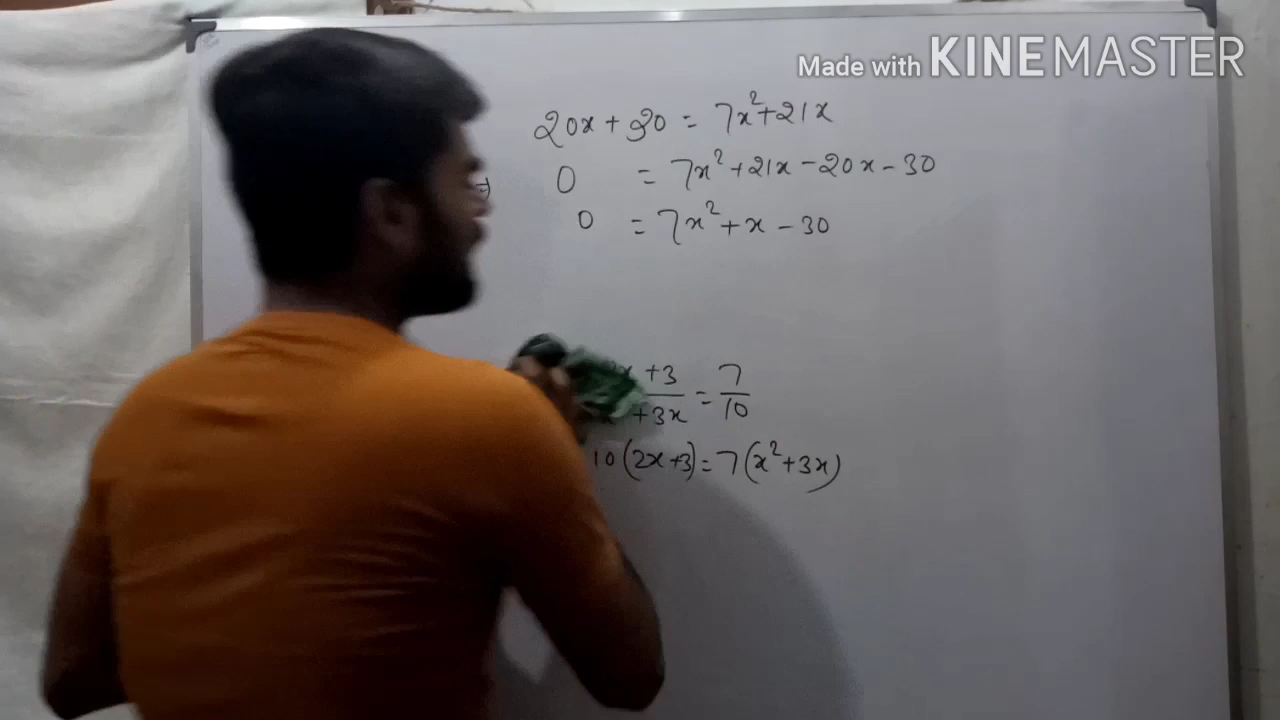 Made with KINEMASTER
20x + 30 = 7x² + 21x
⇒ 0 = 7x² + 21x - 20x - 30
0 = 7x² + x - 30
+ 3 / + 3x = 7/10
10(2x+3) = 7(x² + 3x)